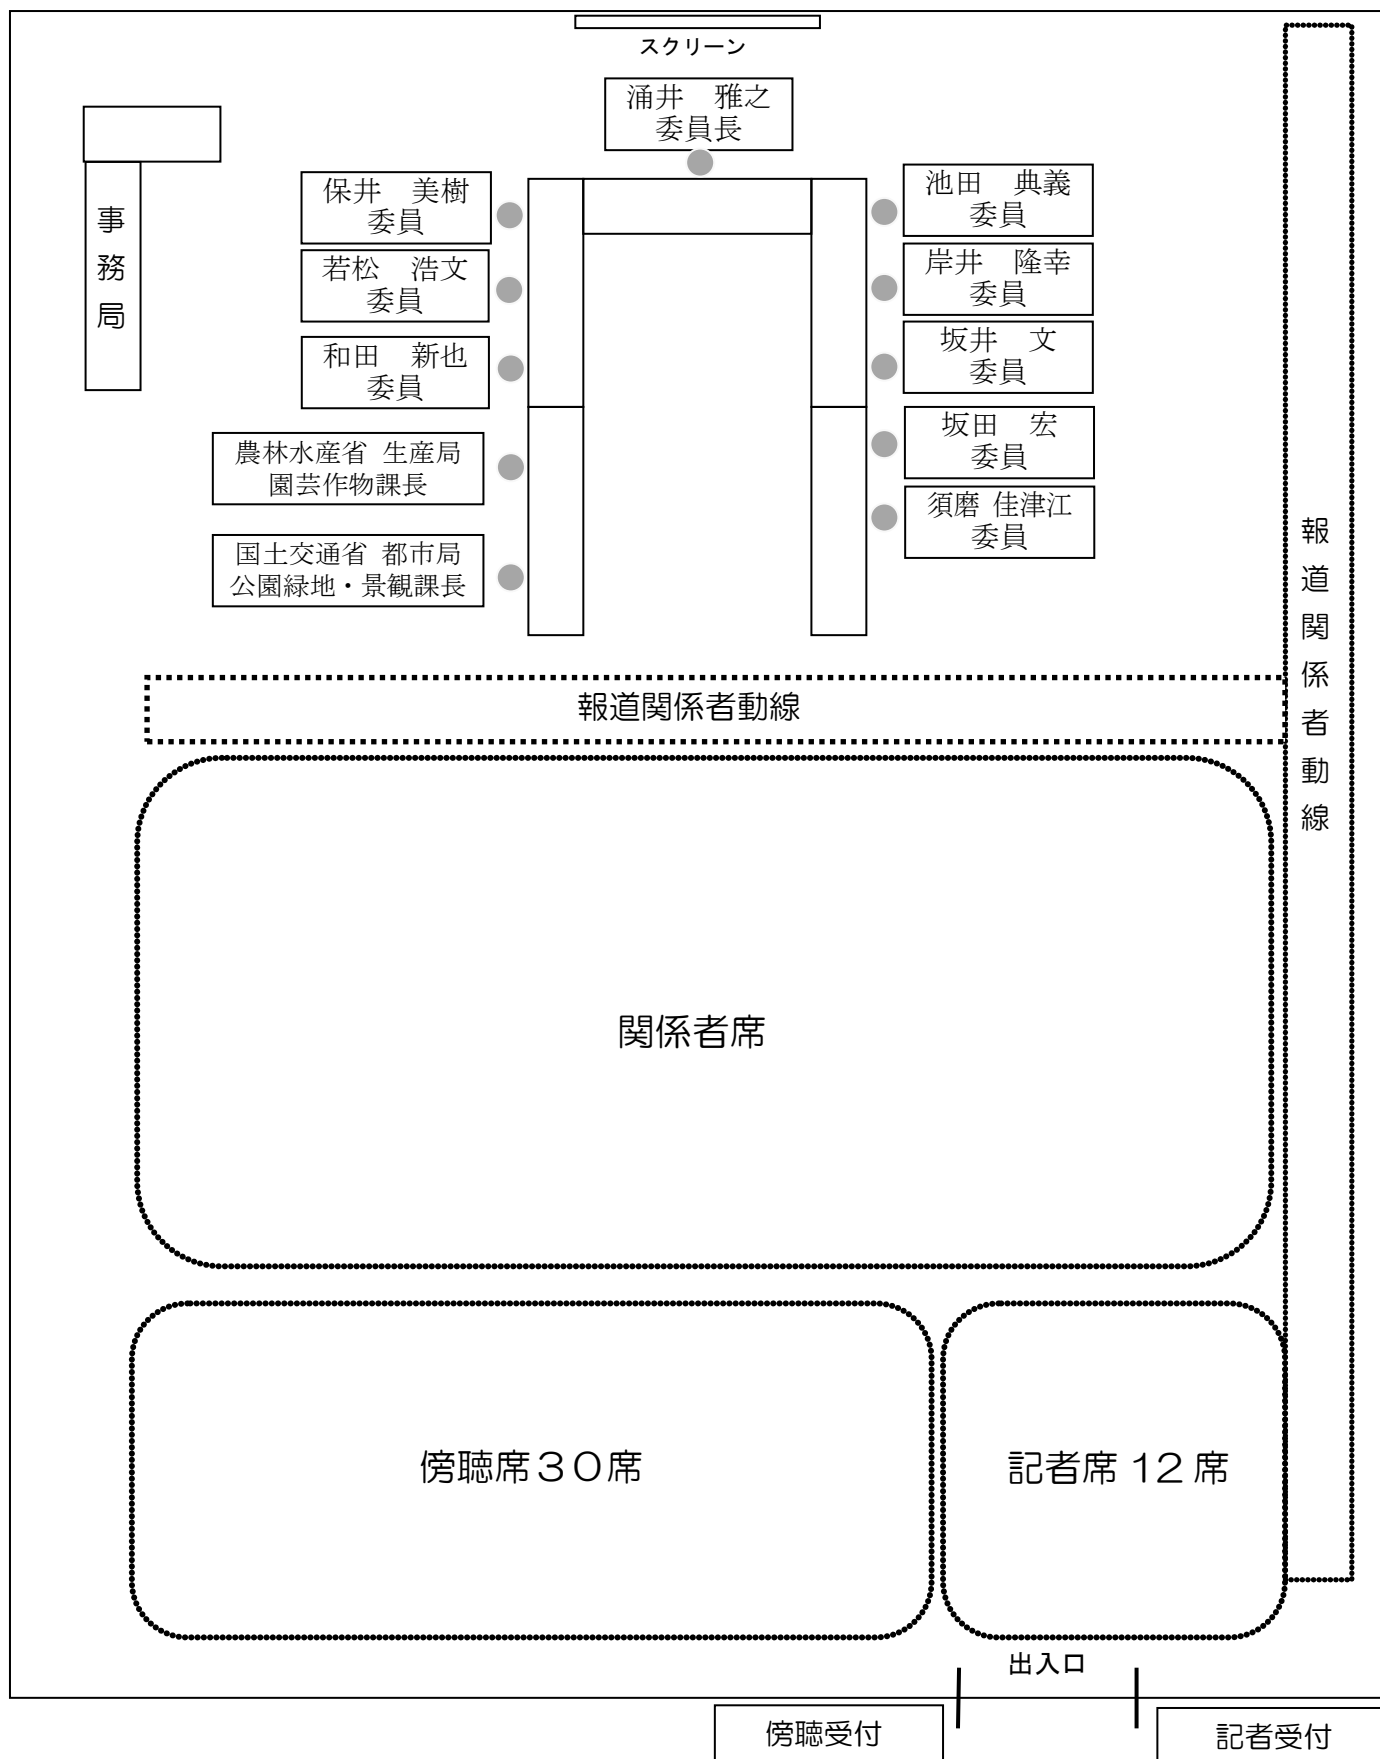 スクリーン
涌井　雅之
委員長
事務局
保井　美樹
委員
若松　浩文
委員
和田　新也
委員
農林水産省 生産局
園芸作物課長
国土交通省 都市局
公園緑地・景観課長
池田　典義
委員
岸井　隆幸
委員
坂井　文
委員
坂田　宏
委員
須磨 佳津江
委員
報道関係者動線
報道関係者動線
関係者席
傍聴席３０席
記者席 12 席
出入口
傍聴受付
記者受付